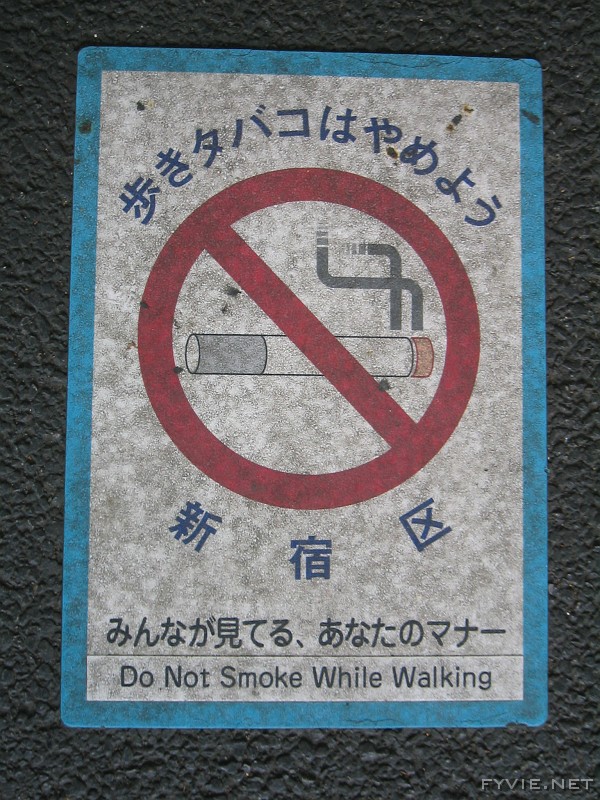 歩きタバコはやめよう
新宿区
みんなが見てる、あなたのマナー
Do Not Smoke While Walking
FYVIE.NET